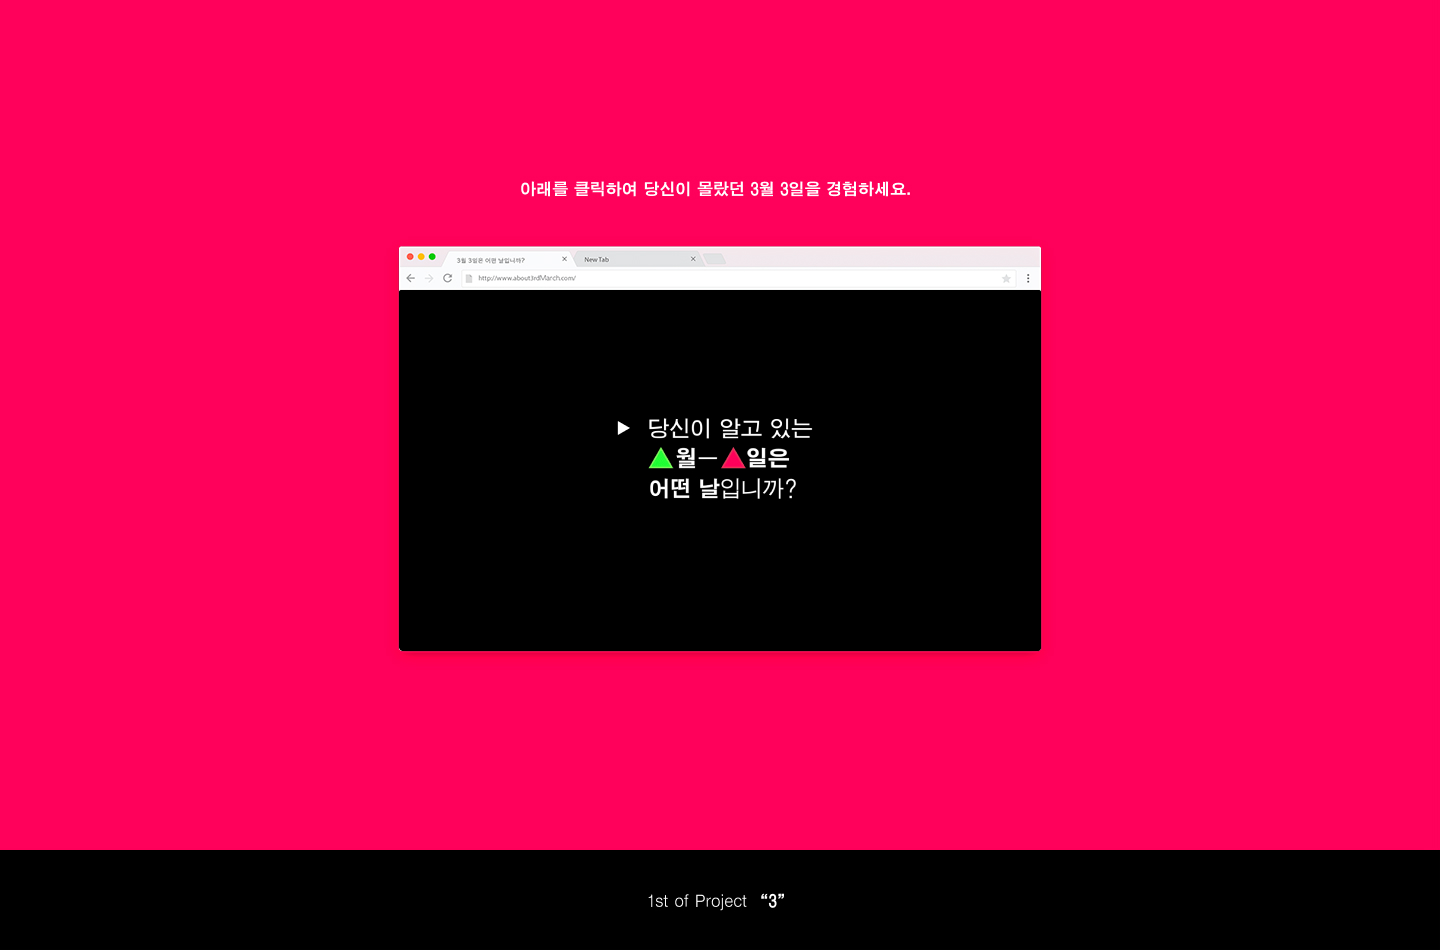 아래를 클릭하여 당신이 몰랐던 3월 3일을 경험하세요.
3월 3일은 어떤 날입니까?
New Tab
http://www.about3rdMarch.com/
당신이 알고 있는
▲월—▲일은
어떤 날입니까?
1st of Project “3”